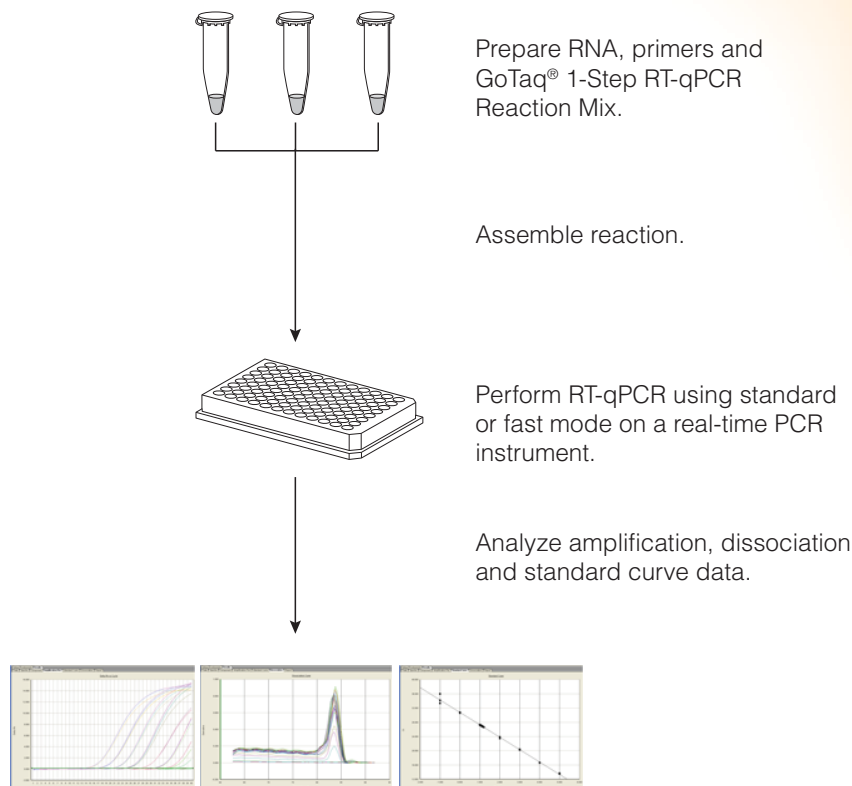 Prepare RNA, primers and
GoTaq® 1-Step RT-qPCR
Reaction Mix.
Assemble reaction.
Perform RT-qPCR using standard
or fast mode on a real-time PCR
instrument.
Analyze amplification, dissociation
and standard curve data.